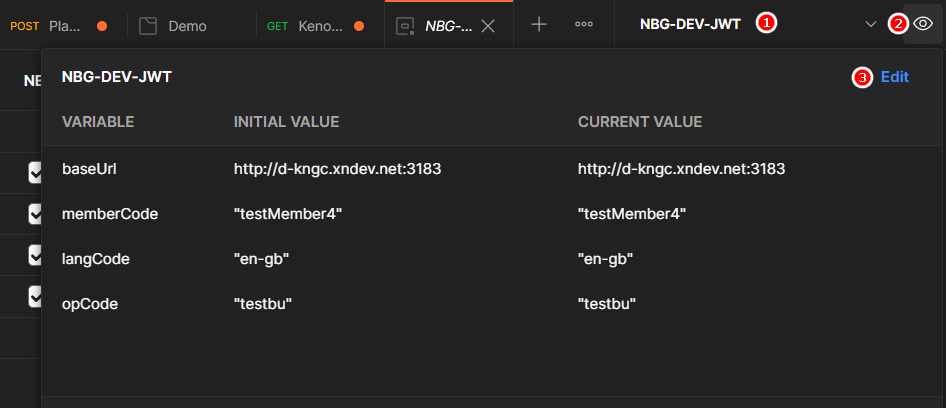 POST Pla... Demo GET Keno... NBG-... NBG-DEV-JWT 1 2
NBG-DEV-JWT 3 Edit
VARIABLE INITIAL VALUE CURRENT VALUE
baseUrl http://d-kngc.xndev.net:3183 http://d-kngc.xndev.net:3183
memberCode "testMember4" "testMember4"
langCode "en-gb" "en-gb"
opCode "testbu" "testbu"